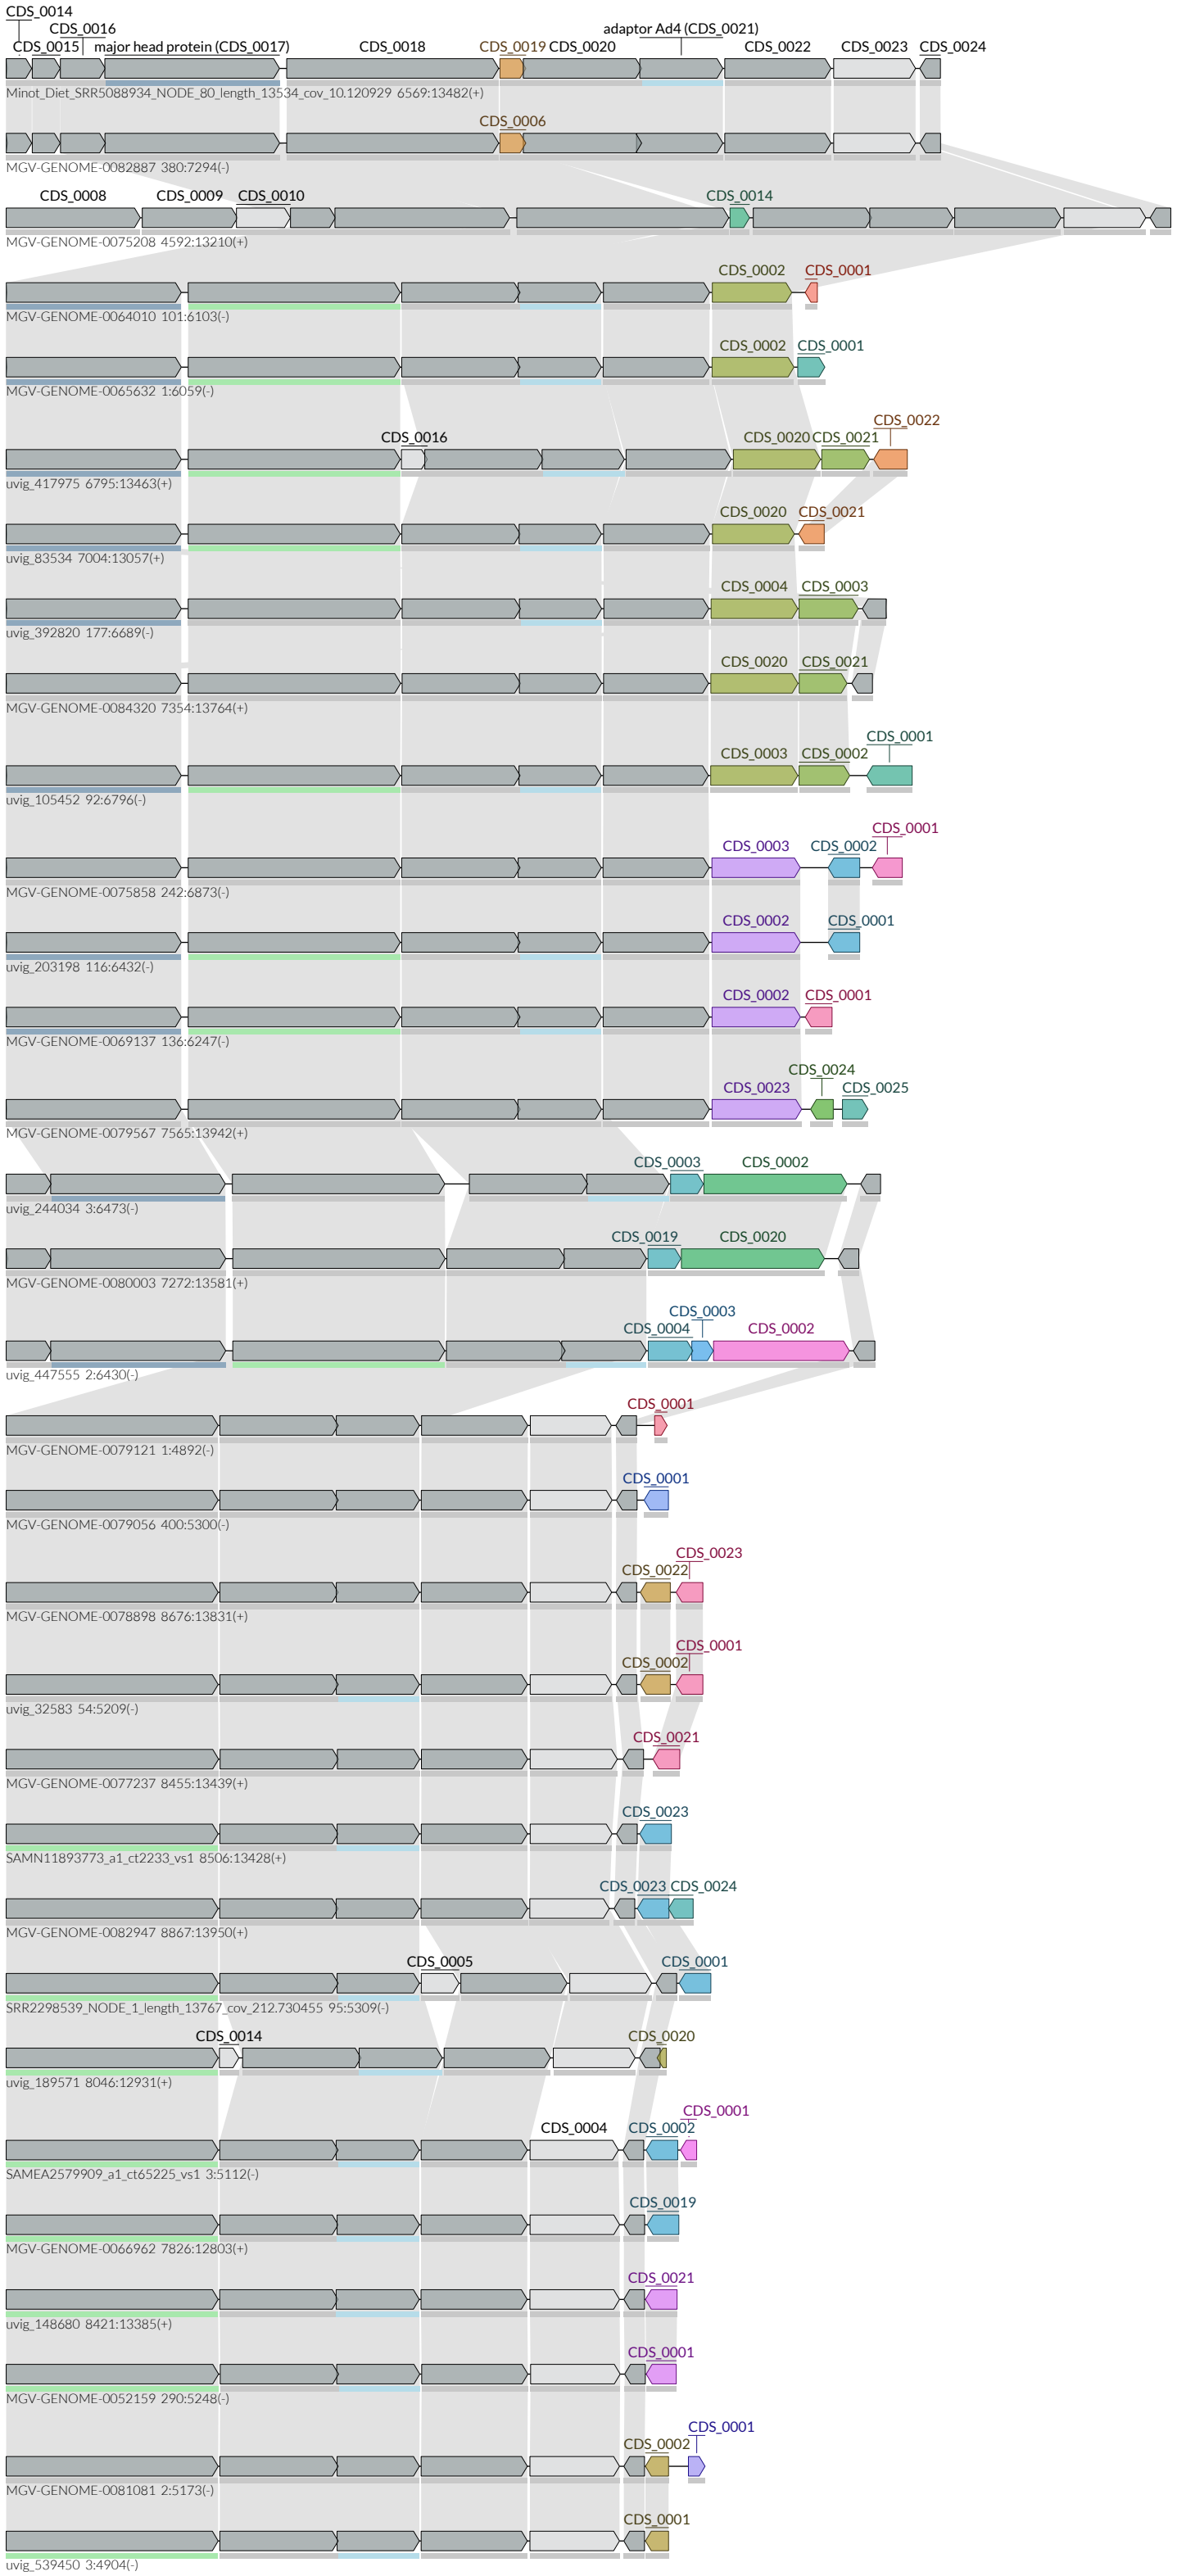 CDS_0014
CDS_0016 adaptor Ad4 (CDS_0021)
CDS_0015 major head protein (CDS_0017) CDS_0018 CDS_0019 CDS_0020 CDS_0022 CDS_0023 CDS_0024
Minot_Diet_SRR5088934_NODE_80_length_13534_cov_10.120929 6569:13482(+)
CDS_0006
MGV-GENOME-0082887 380:7294(-)
CDS_0008 CDS_0009 CDS_0010 CDS_0014
MGV-GENOME-0075208 4592:13210(+)
CDS_0002 CDS_0001
MGV-GENOME-0064010 101:6103(-)
CDS_0002 CDS_0001
MGV-GENOME-0065632 1:6059(-)
CDS_0022
CDS_0016 CDS_0020 CDS_0021
uvig_417975 6795:13463(+)
CDS_0020 CDS_0021
uvig_83534 7004:13057(+)
CDS_0004 CDS_0003
uvig_392820 177:6689(-)
CDS_0020 CDS_0021
MGV-GENOME-0084320 7354:13764(+)
CDS_0001
CDS_0003 CDS_0002
uvig_105452 92:6796(-)
CDS_0001
CDS_0003 CDS_0002
MGV-GENOME-0075858 242:6873(-)
CDS_0002 CDS_0001
uvig_203198 116:6432(-)
CDS_0002 CDS_0001
MGV-GENOME-0069137 136:6247(-)
CDS_0024
CDS_0023 CDS_0025
MGV-GENOME-0079567 7565:13942(+)
CDS_0003 CDS_0002
uvig_244034 3:6473(-)
CDS_0019 CDS_0020
MGV-GENOME-0080003 7272:13581(+)
CDS_0003
CDS_0004 CDS_0002
uvig_447555 2:6430(-)
CDS_0001
MGV-GENOME-0079121 1:4892(-)
CDS_0001
MGV-GENOME-0079056 400:5300(-)
CDS_0023
CDS_0022
MGV-GENOME-0078898 8676:13831(+)
CDS_0001
CDS_0002
uvig_32583 54:5209(-)
CDS_0021
MGV-GENOME-0077237 8455:13439(+)
CDS_0023
SAMN11893773_a1_ct2233_vs1 8506:13428(+)
CDS_0023 CDS_0024
MGV-GENOME-0082947 8867:13950(+)
CDS_0005 CDS_0001
SRR2298539_NODE_1_length_13767_cov_212.730455 95:5309(-)
CDS_0014 CDS_0020
uvig_189571 8046:12931(+)
CDS_0001
CDS_0004 CDS_0002
SAMEA2579909_a1_ct65225_vs1 3:5112(-)
CDS_0019
MGV-GENOME-0066962 7826:12803(+)
CDS_0021
uvig_148680 8421:13385(+)
CDS_0001
MGV-GENOME-0052159 290:5248(-)
CDS_0001
CDS_0002
MGV-GENOME-0081081 2:5173(-)
CDS_0001
uvig_539450 3:4904(-)